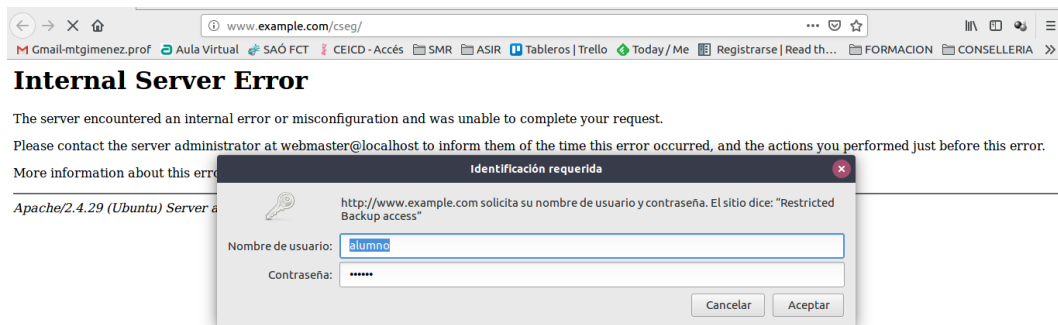 www.example.com/cseg/
Gmail-mtgimenez.prof Aula Virtual SAÓ FCT CEICD - Accés SMR ASIR Tableros | Trello Today / Me Registrarse | Read th... FORMACION CONSELLERIA
Internal Server Error
The server encountered an internal error or misconfiguration and was unable to complete your request.
Please contact the server administrator at webmaster@localhost to inform them of the time this error occurred, and the actions you performed just before this error.
More information about this erro
Identificación requerida
http://www.example.com solicita su nombre de usuario y contraseña. El sitio dice: “Restricted
Backup access”
Apache/2.4.29 (Ubuntu) Server a
Nombre de usuario: alumno
Contraseña: ••••••
Cancelar Aceptar